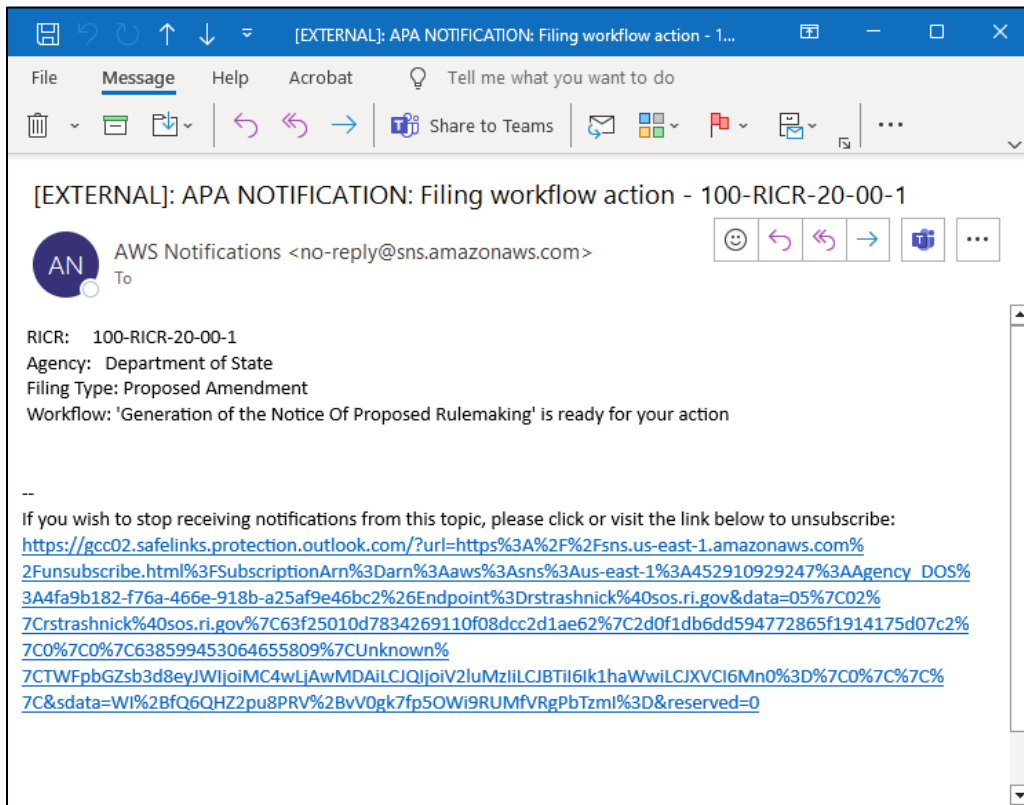 [EXTERNAL]: APA NOTIFICATION: Filing workflow action - 1...
File Message Help Acrobat Tell me what you want to do
Share to Teams
[EXTERNAL]: APA NOTIFICATION: Filing workflow action - 100-RICR-20-00-1
AN
AWS Notifications <no-reply@sns.amazonaws.com>
To
RICR: 100-RICR-20-00-1
Agency: Department of State
Filing Type: Proposed Amendment
Workflow: 'Generation of the Notice Of Proposed Rulemaking' is ready for your action
--
If you wish to stop receiving notifications from this topic, please click or visit the link below to unsubscribe:
https://gcc02.safelinks.protection.outlook.com/?url=https%3A%2F%2Fsns.us-east-1.amazonaws.com%
2Funsubscribe.html%3FSubscriptionArn%3Darn%3Aaws%3Asns%3Aus-east-1%3A452910929247%3AAgency_DOS%
3A4fa9b182-f76a-466e-918b-a25af9e46bc2%26Endpoint%3Drstrashnick%40sos.ri.gov&data=05%7C02%
7Crstrashnick%40sos.ri.gov%7C63f25010d7834269110f08dcc2d1ae62%7C2d0f1db6dd594772865f1914175d07c2%
7C0%7C0%7C638599453064655809%7CUnknown%
7CTWFpbGZsb3d8eyJWIjoiMC4wLjAwMDAiLCJQIjoiV2luMzIiLCJBTiI6Ik1haWwiLCJXVCI6Mn0%3D%7C0%7C%7C%
7C&sdata=WI%2BfQ6QHZ2pu8PRV%2BvV0gk7fp5OWi9RUMfVRgPbTzmI%3D&reserved=0